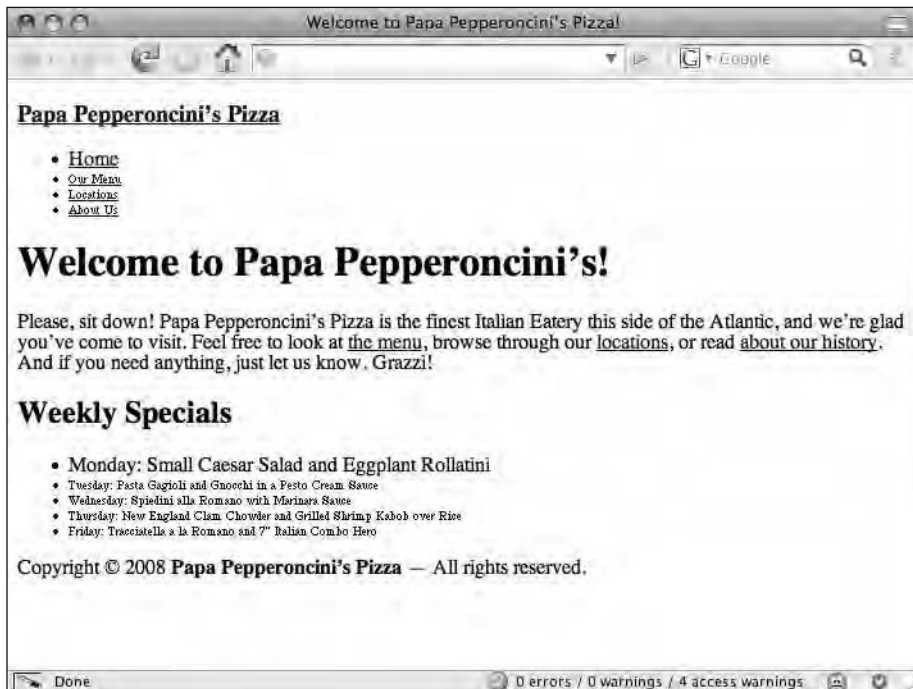 Welcome to Papa Pepperoncini's Pizza!
G Google
Papa Pepperoncini's Pizza
• Home
• Our Menu
• Locations
• About Us
Welcome to Papa Pepperoncini's!
Please, sit down! Papa Pepperoncini's Pizza is the finest Italian Eatery this side of the Atlantic, and we're glad
you've come to visit. Feel free to look at the menu, browse through our locations, or read about our history.
And if you need anything, just let us know. Grazzi!
Weekly Specials
• Monday: Small Caesar Salad and Eggplant Rollatini
• Tuesday: Pasta Gagioli and Gnocchi in a Pesto Cream Sauce
• Wednesday: Spiedini alla Romano with Marinara Sauce
• Thursday: New England Clam Chowder and Grilled Shrimp Kabob over Rice
• Friday: Tracciatella a la Romano and 7" Italian Combo Hero
Copyright © 2008 Papa Pepperoncini's Pizza — All rights reserved.
Done
0 errors / 0 warnings / 4 access warnings